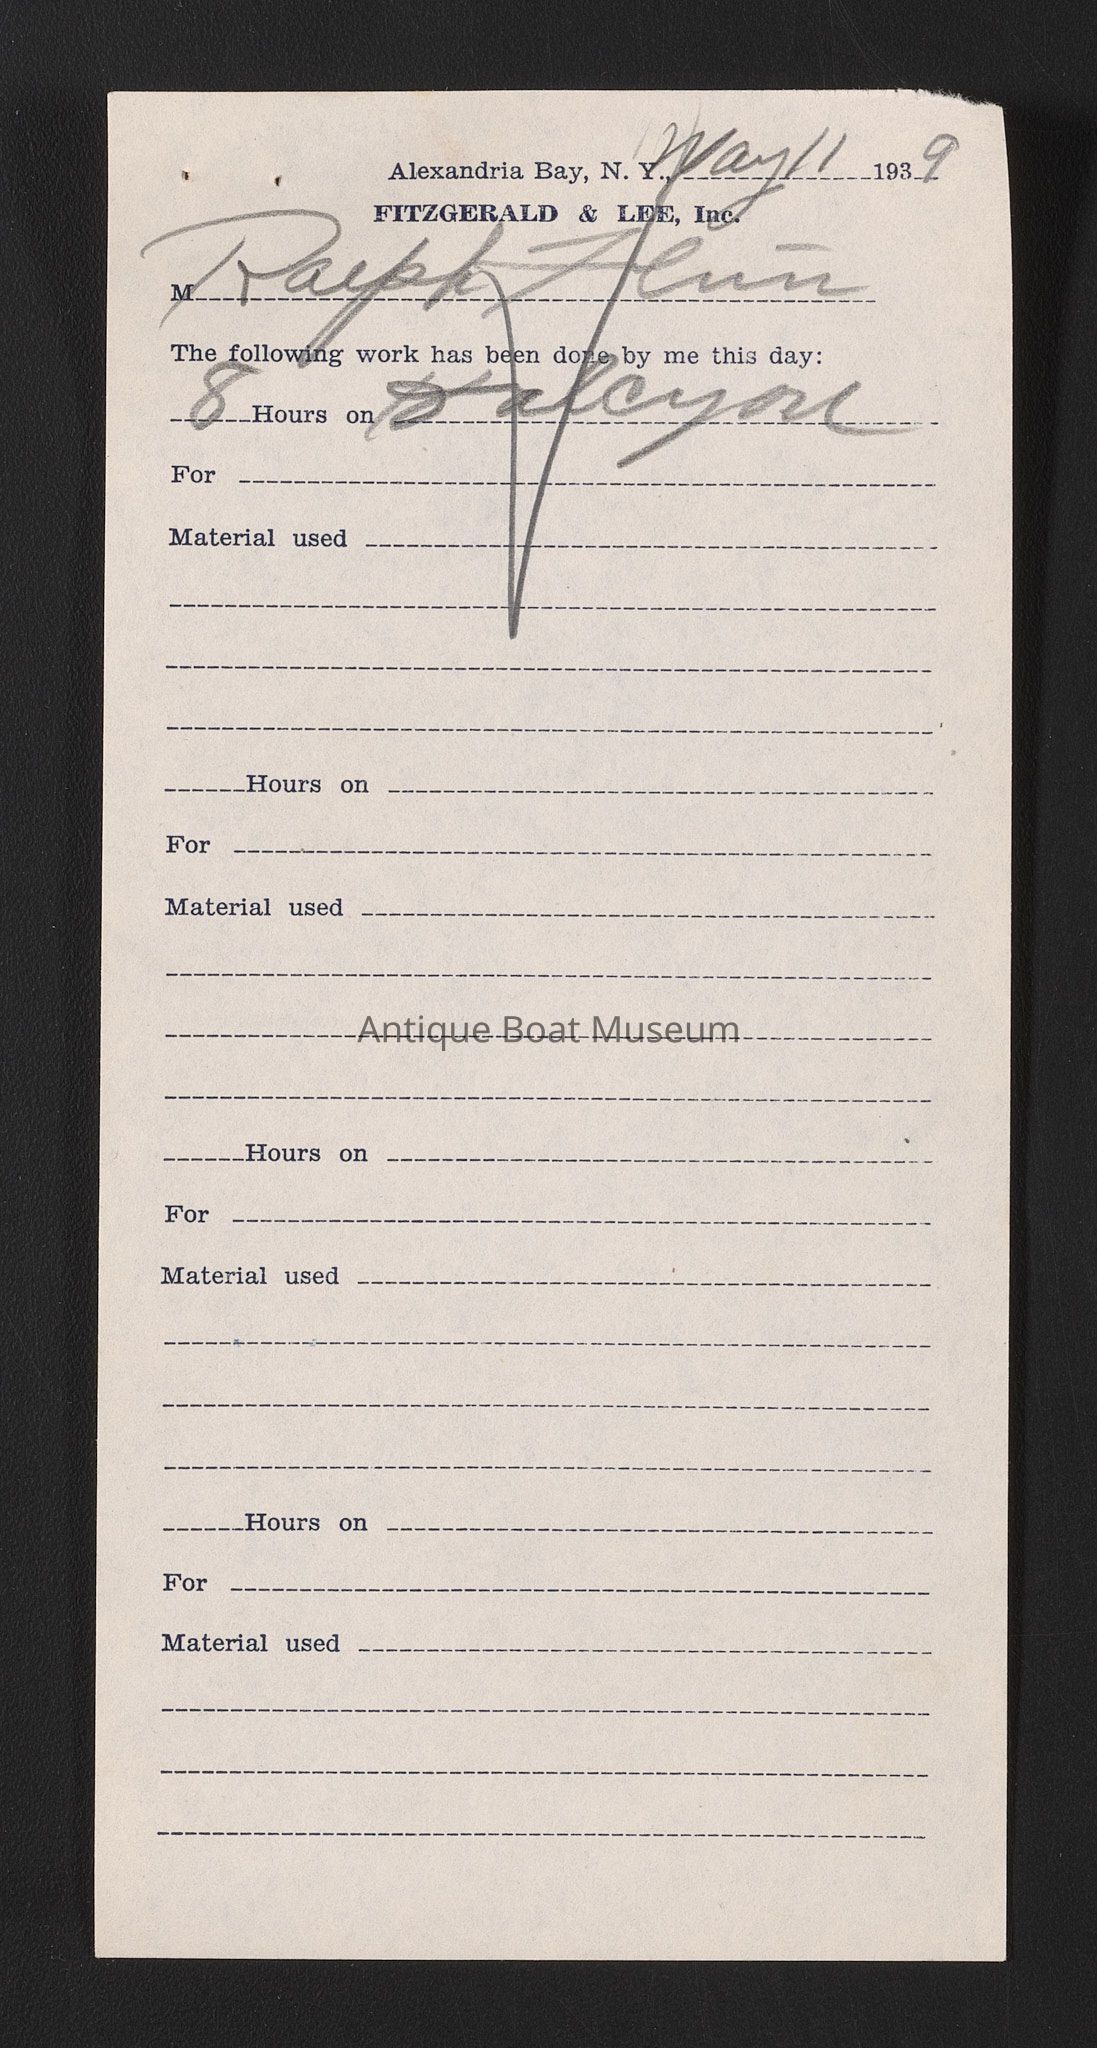 Alexandria Bay, N. Y., May 11 1939
FITZGERALD & LEE, Inc.
M Ralph Flinn
The following work has been done by me this day:
8 Hours on Halcyon
For
Material used
Hours on
For
Material used
Antique Boat Museum
Hours on
For
Material used
Hours on
For
Material used